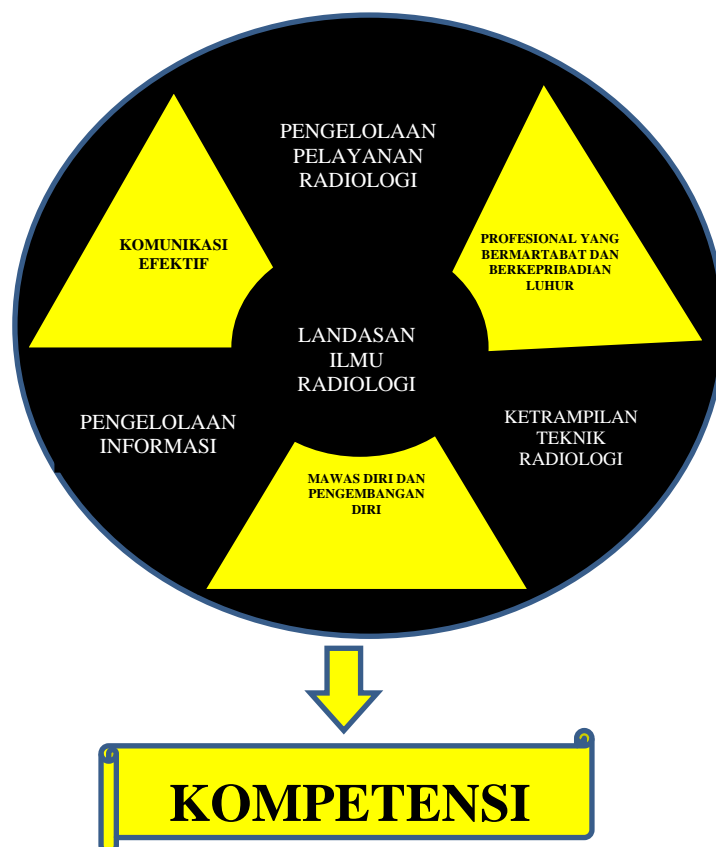 PENGELOLAAN
PELAYANAN
RADIOLOGI
KOMUNIKASI
EFEKTIF
PROFESIONAL YANG
BERMARTABAT DAN
BERKEPRIBADIAN
LUHUR
LANDASAN
ILMU
RADIOLOGI
PENGELOLAAN
INFORMASI
KETRAMPILAN
TEKNIK
RADIOLOGI
MAWAS DIRI DAN
PENGEMBANGAN
DIRI
KOMPETENSI